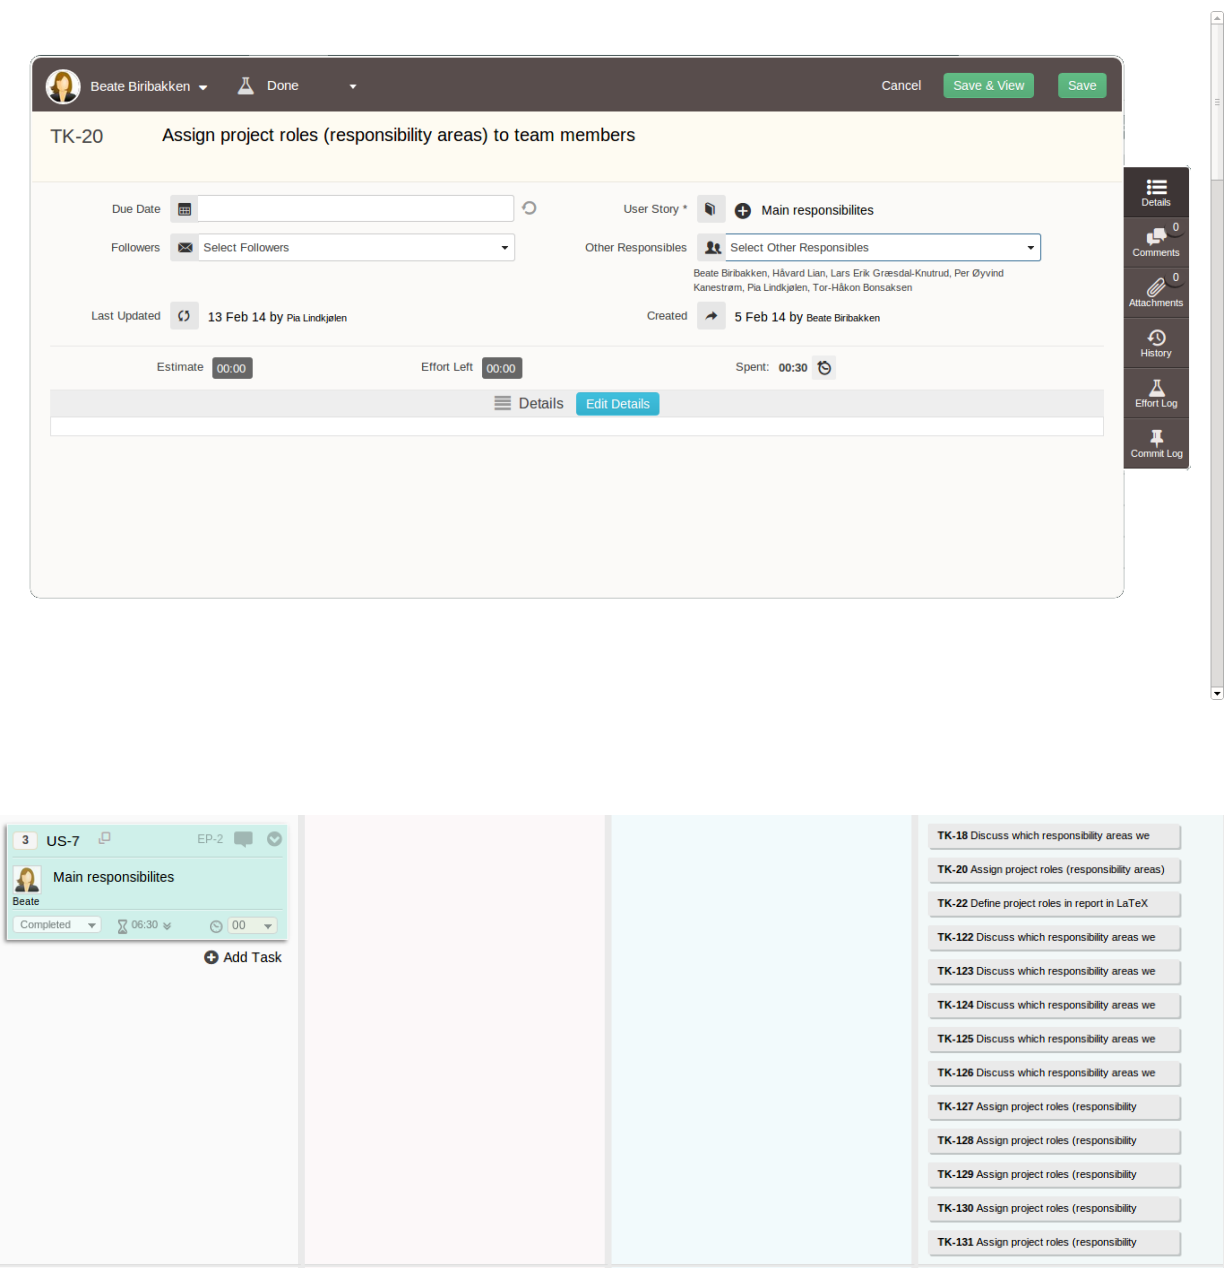 Beate Biribakken Done Cancel Save & View Save
TK-20 Assign project roles (responsibility areas) to team members
Details
Due Date User Story * Main responsibilites
0
Followers Select Followers Other Responsibles Select Other Responsibles
Comments
Beate Biribakken, Håvard Lian, Lars Erik Græsdal-Knutrud, Per Øyvind
Kanestrøm, Pia Lindkjølen, Tor-Håkon Bonsaksen
0
Attachments
Last Updated 13 Feb 14 by Pia Lindkjølen Created 5 Feb 14 by Beate Biribakken
History
Estimate 00:00 Effort Left 00:00 Spent: 00:30
Details Edit Details
Effort Log
Commit Log
3 US-7 EP-2
Main responsibilites
Beate
Completed 06:30 00
Add Task
TK-18 Discuss which responsibility areas we
TK-20 Assign project roles (responsibility areas)
TK-22 Define project roles in report in LaTeX
TK-122 Discuss which responsibility areas we
TK-123 Discuss which responsibility areas we
TK-124 Discuss which responsibility areas we
TK-125 Discuss which responsibility areas we
TK-126 Discuss which responsibility areas we
TK-127 Assign project roles (responsibility
TK-128 Assign project roles (responsibility
TK-129 Assign project roles (responsibility
TK-130 Assign project roles (responsibility
TK-131 Assign project roles (responsibility